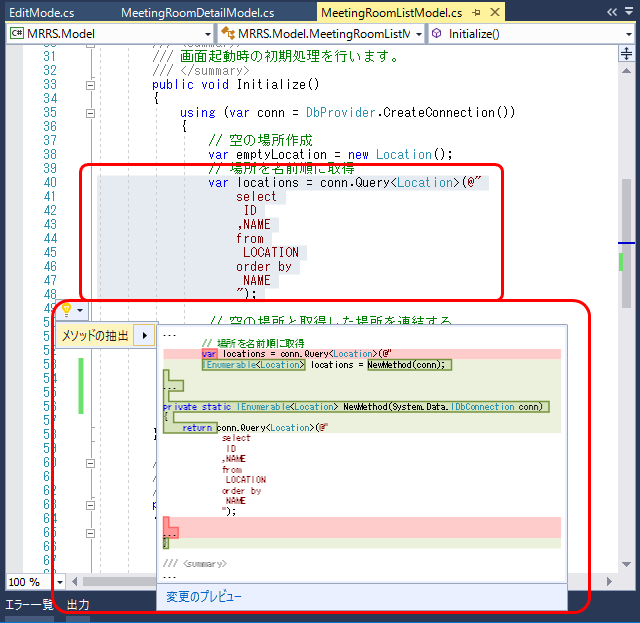 EditMode.cs MeetingRoomDetailModel.cs MeetingRoomListModel.cs
MRRS.Model MRRS.Model.MeetingRoomListM Initialize()
31 /// 画面起動時の初期処理を行います。
32 /// </summary>
33 public void Initialize()
34 {
35 using (var conn = DbProvider.CreateConnection())
36 {
37 // 空の場所作成
38 var emptyLocation = new Location();
39 // 場所を名前順に取得
40 var locations = conn.Query<Location>(@"
41 select
42 ID
43 ,NAME
44 from
45 LOCATION
46 order by
47 NAME
48 ");
// 空の場所と取得した場所を連結する
メソッドの抽出
...
// 場所を名前順に取得
var locations = conn.Query<Location>(@"
IEnumerable<Location> locations = NewMethod(conn);
...
private static IEnumerable<Location> NewMethod(System.Data.IDbConnection conn)
{
return conn.Query<Location>(@"
select
ID
,NAME
from
LOCATION
order by
NAME
");
...
}
/// <summary>
...
変更のプレビュー
100 %
エラー一覧 出力